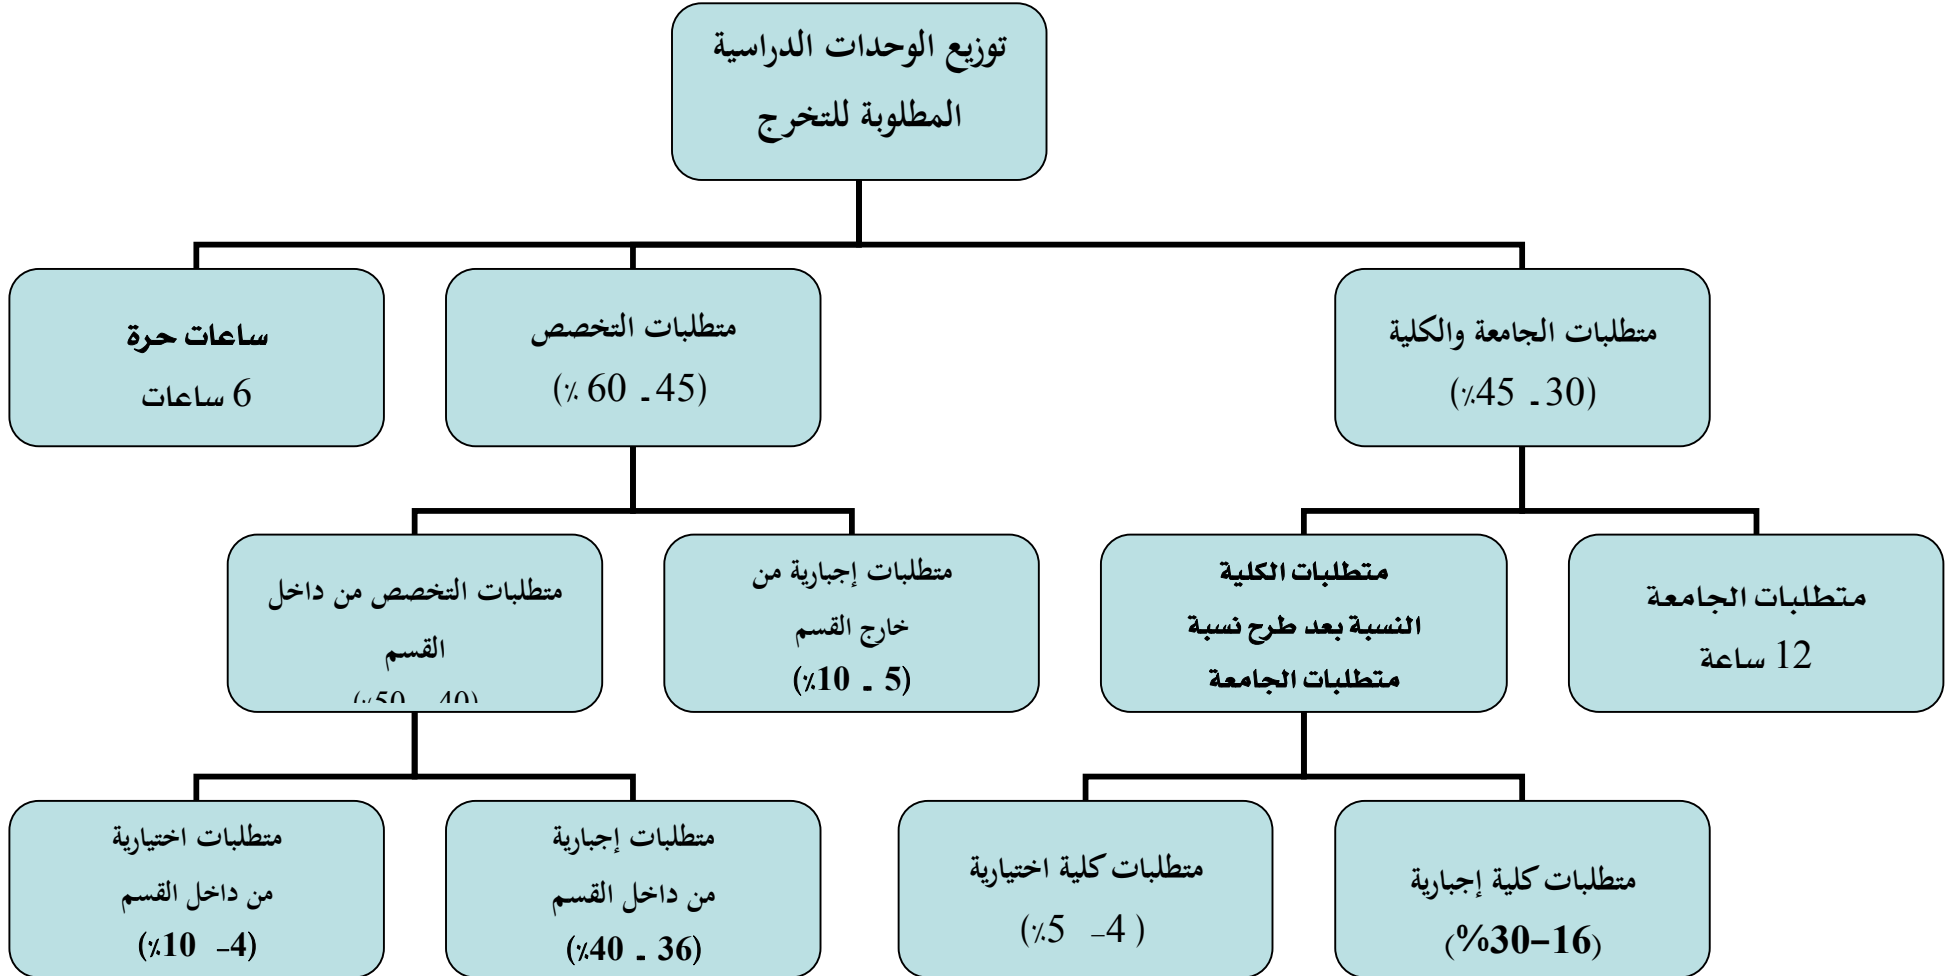 توزيع الوحدات الدراسية
المطلوبة للتخرج
متطلبات الجامعة والكلية
(30 - 45٪)
متطلبات التخصص
(45 - 60 ٪)
ساعات حرة
6 ساعات
متطلبات الجامعة
12 ساعة
متطلبات الكلية
النسبة بعد طرح نسبة
متطلبات الجامعة
متطلبات إجبارية من
خارج القسم
(5 - 10٪)
متطلبات التخصص من داخل
القسم
(40 - 50٪)
متطلبات كلية إجبارية
(16-30%)
متطلبات كلية اختيارية
( 4- 5٪)
متطلبات إجبارية
من داخل القسم
(36 - 40٪)
متطلبات اختيارية
من داخل القسم
(4- 10٪)